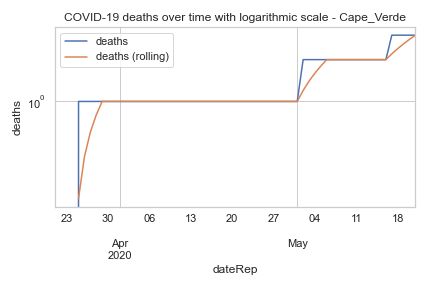 COVID-19 deaths over time with logarithmic scale - Cape_Verde
deaths
deaths (rolling)
deaths
10⁰
23 30 06 13 20 27 04 11 18
Apr May
2020
dateRep